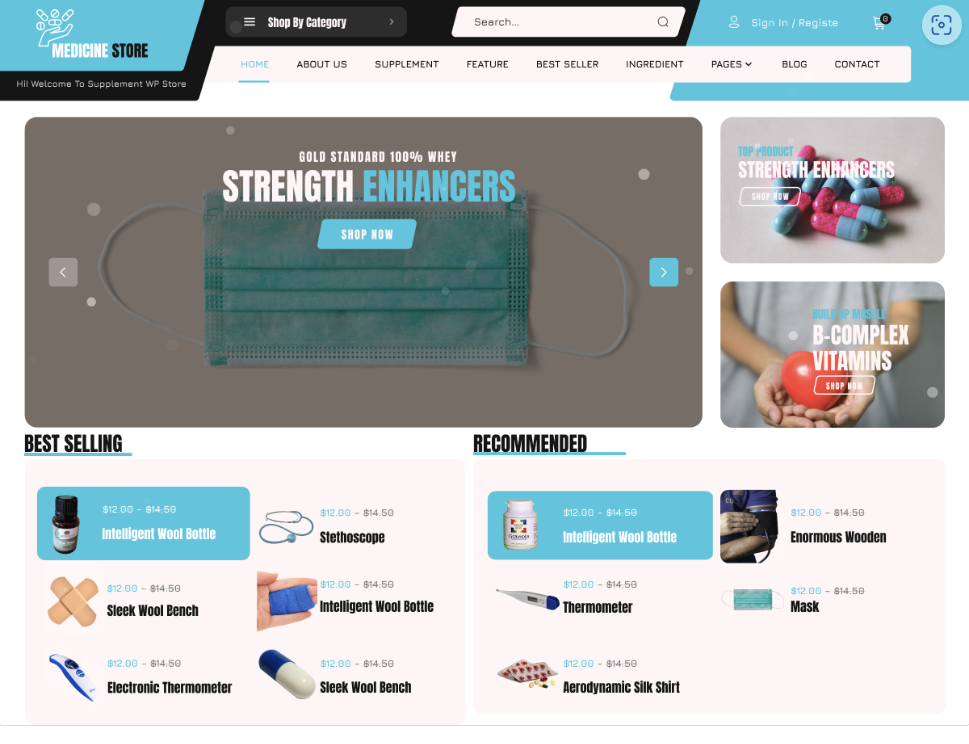 MEDICINE STORE
Shop By Category
Search...
Sign In / Registe
0
Hi! Welcome To Supplement WP Store
HOME
ABOUT US
SUPPLEMENT
FEATURE
BEST SELLER
INGREDIENT
PAGES
BLOG
CONTACT
GOLD STANDARD 100% WHEY
STRENGTH ENHANCERS
SHOP NOW
TOP PRODUCT
STRENGTH ENHANCERS
SHOP NOW
BUILD UP MUSCLE
B-COMPLEX
VITAMINS
SHOP NOW
BEST SELLING
$12.00 – $14.50
Intelligent Wool Bottle
$12.00 – $14.50
Stethoscope
$12.00 – $14.50
Sleek Wool Bench
$12.00 – $14.50
Intelligent Wool Bottle
$12.00 – $14.50
Electronic Thermometer
$12.00 – $14.50
Sleek Wool Bench
RECOMMENDED
$12.00 – $14.50
Intelligent Wool Bottle
$12.00 – $14.50
Enormous Wooden
$12.00 – $14.50
Thermometer
$12.00 – $14.50
Mask
$12.00 – $14.50
Aerodynamic Silk Shirt